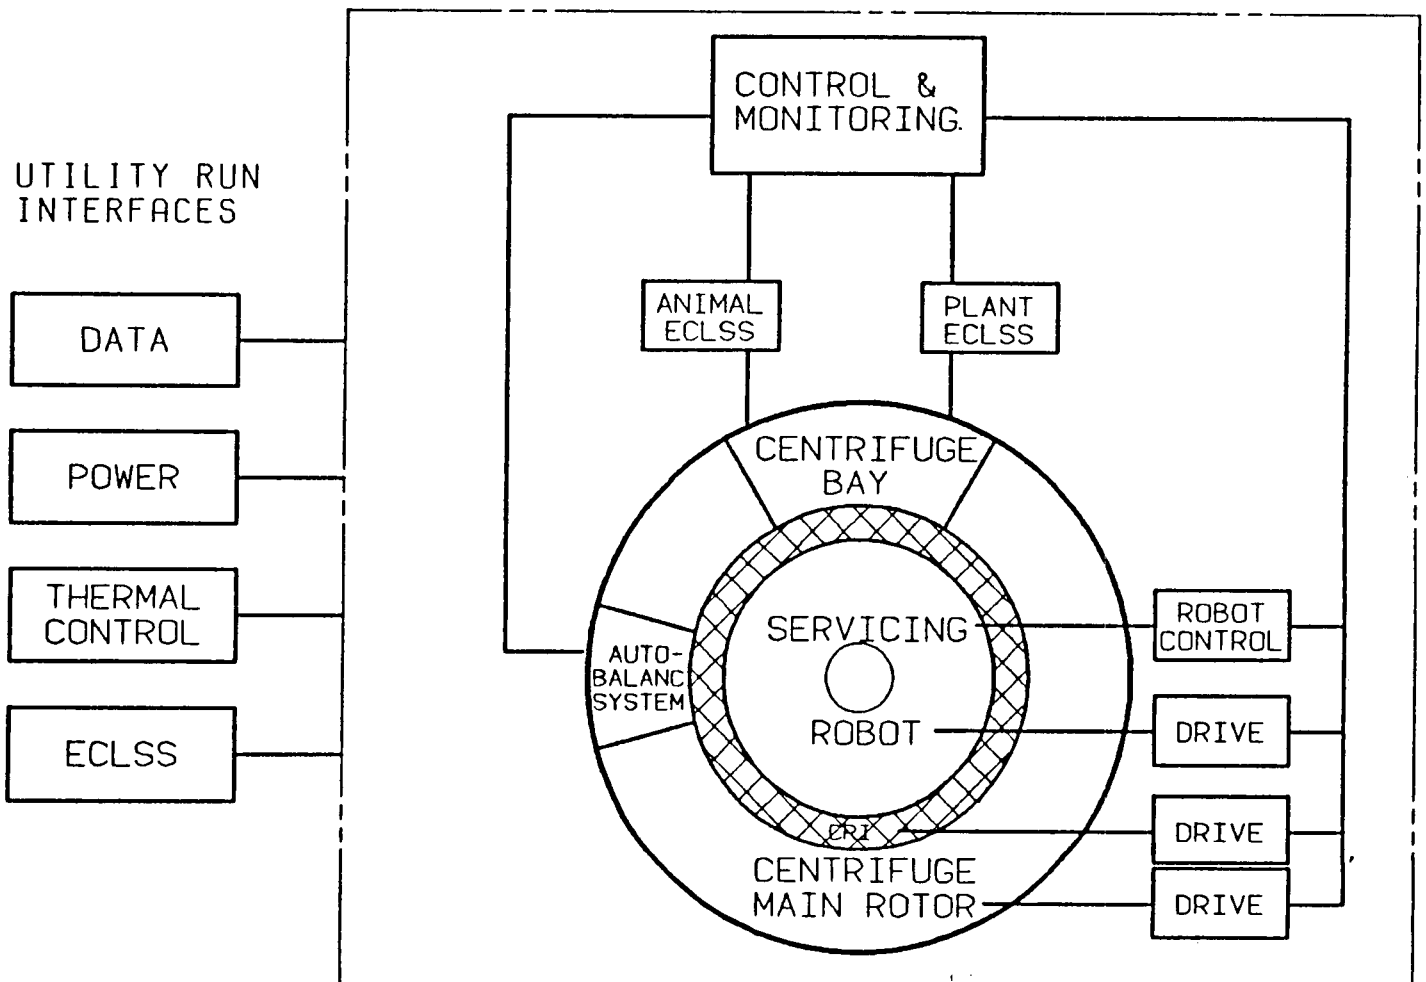 CONTROL &
MONITORING.
UTILITY RUN
INTERFACES
DATA
POWER
THERMAL
CONTROL
ECLSS
ANIMAL
ECLSS
PLANT
ECLSS
CENTRIFUGE
BAY
AUTO-
BALANC
SYSTEM
SERVICING
ROBOT
CRI
CENTRIFUGE
MAIN ROTOR
ROBOT
CONTROL
DRIVE
DRIVE
DRIVE